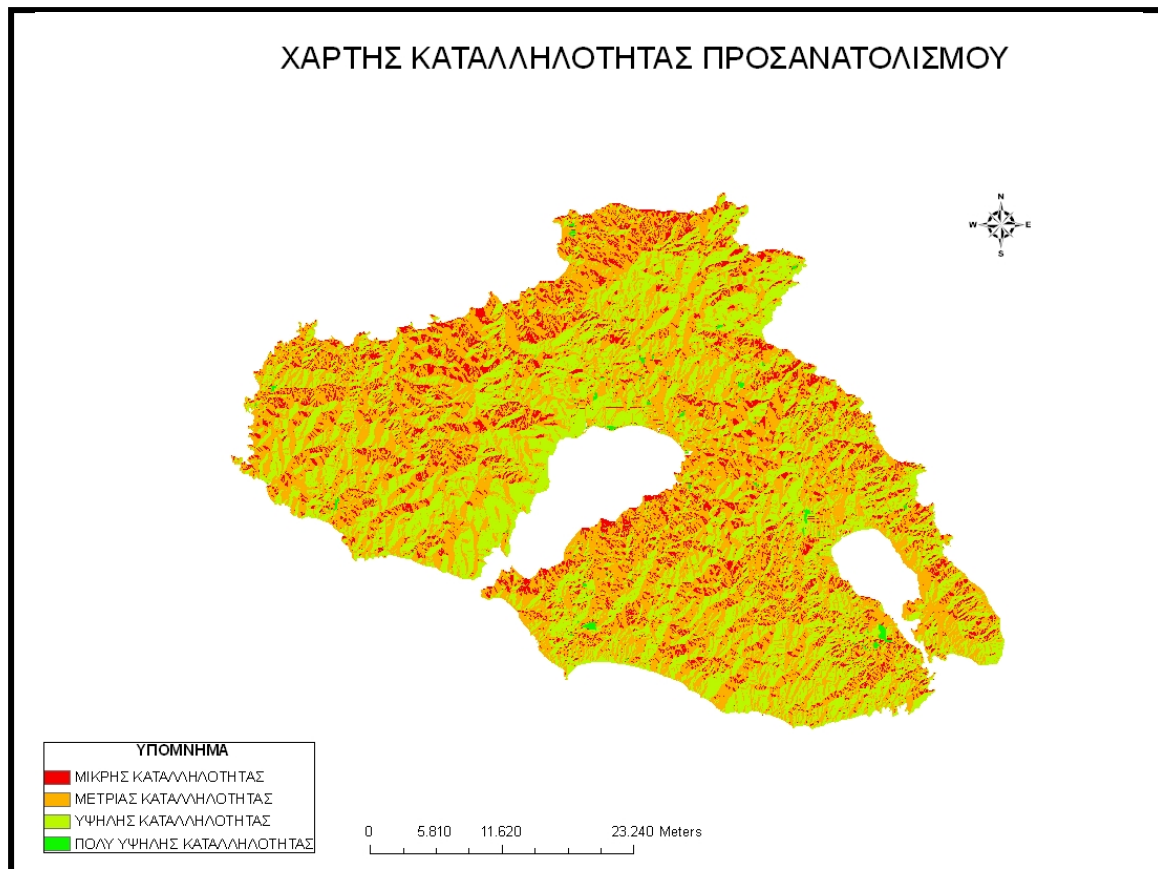 ΧΑΡΤΗΣ ΚΑΤΑΛΛΗΛΟΤΗΤΑΣ ΠΡΟΣΑΝΑΤΟΛΙΣΜΟΥ
N
W E
S
ΥΠΟΜΝΗΜΑ
ΜΙΚΡΗΣ ΚΑΤΑΛΛΗΛΟΤΗΤΑΣ
ΜΕΤΡΙΑΣ ΚΑΤΑΛΛΗΛΟΤΗΤΑΣ
ΥΨΗΛΗΣ ΚΑΤΑΛΛΗΛΟΤΗΤΑΣ
ΠΟΛΥ ΥΨΗΛΗΣ ΚΑΤΑΛΛΗΛΟΤΗΤΑΣ
0 5.810 11.620 23.240 Meters